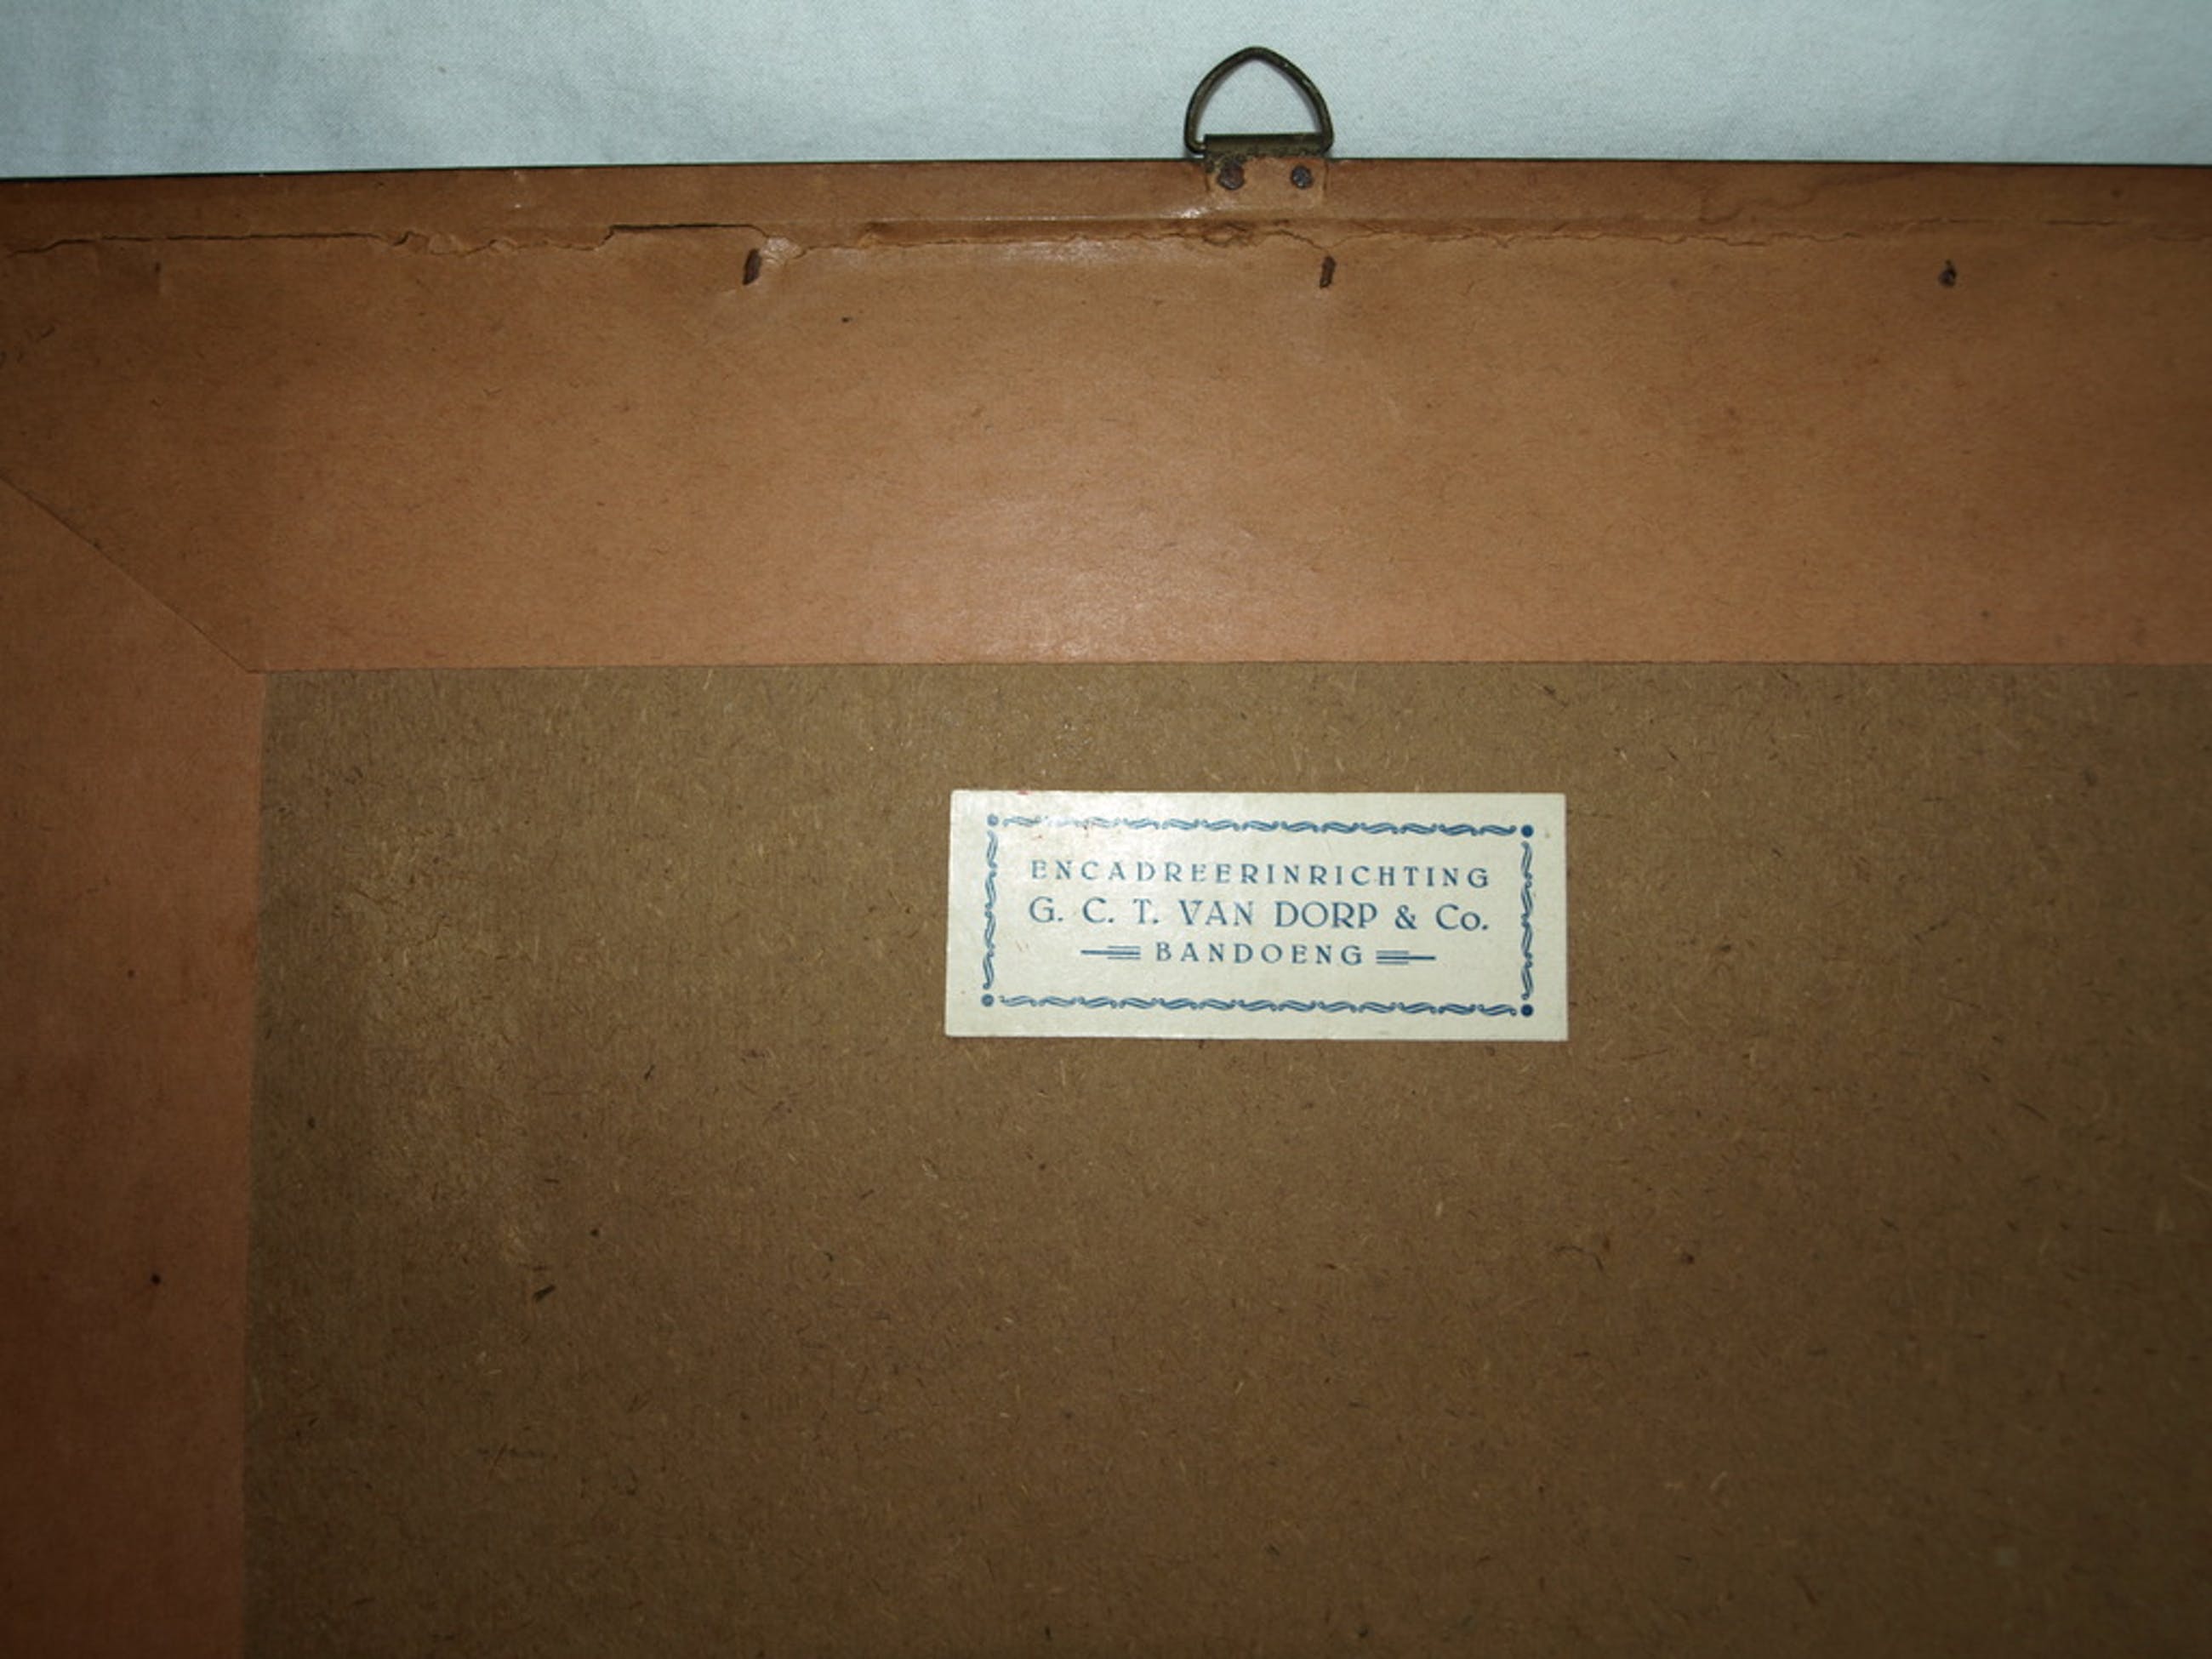 ENCADREERINRICHTING
G. C. T. VAN DORP & Co.
BANDOENG